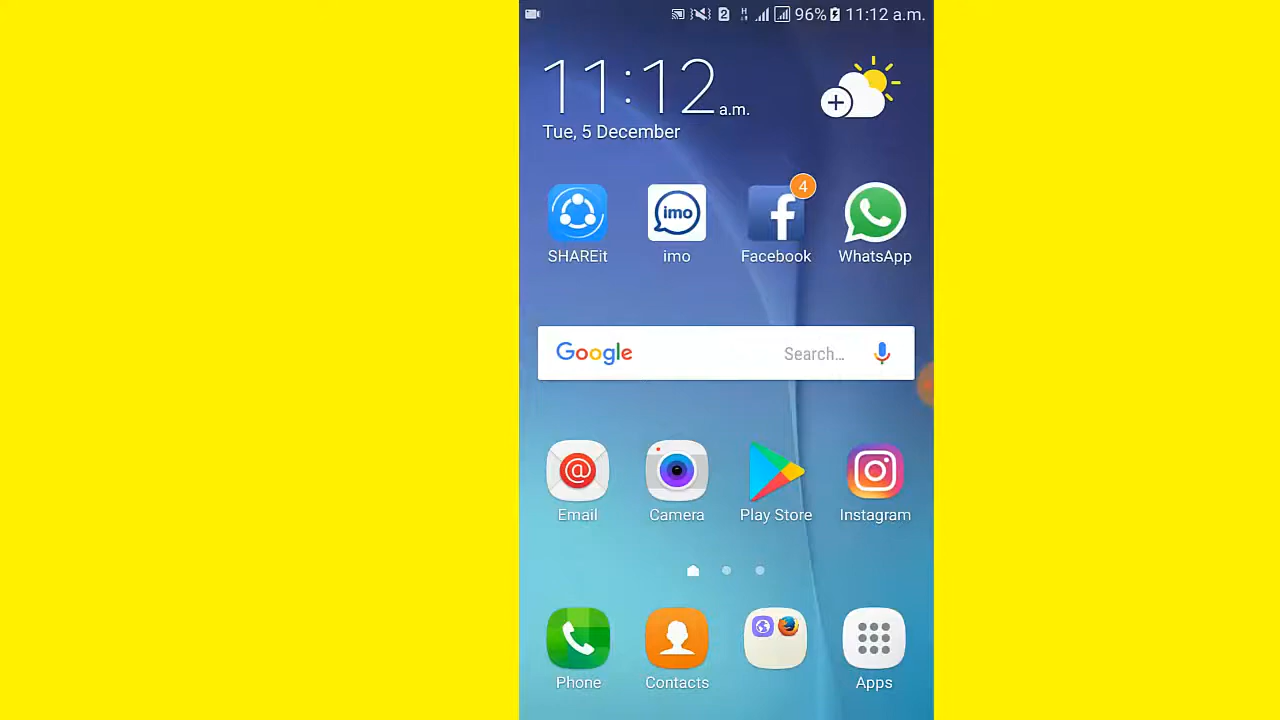 2 H 96% 11:12 a.m.
11:12 a.m.
Tue, 5 December
4
imo
SHAREit imo Facebook WhatsApp
Google Search...
Email Camera Play Store Instagram
Phone Contacts Apps